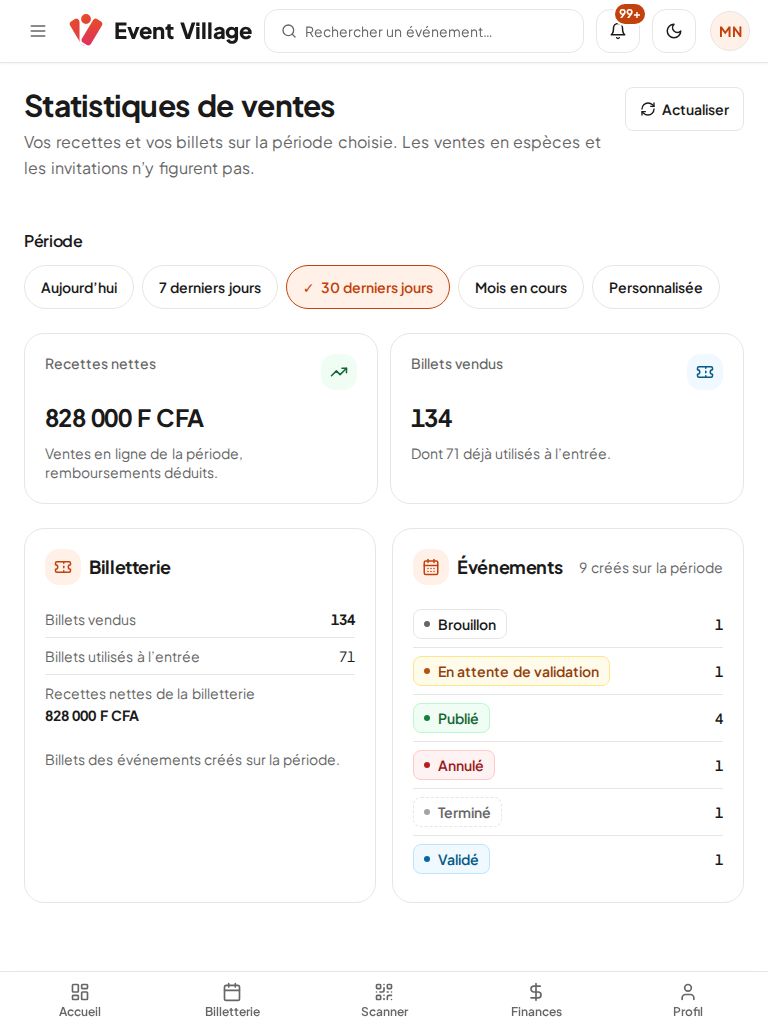 Event Village
Rechercher un événement...
99+
MN
Statistiques de ventes
Actualiser
Vos recettes et vos billets sur la période choisie. Les ventes en espèces et
les invitations n'y figurent pas.
Période
Aujourd'hui
7 derniers jours
✓ 30 derniers jours
Mois en cours
Personnalisée
Recettes nettes
828 000 F CFA
Ventes en ligne de la période,
remboursements déduits.
Billets vendus
134
Dont 71 déjà utilisés à l'entrée.
Billetterie
Billets vendus 134
Billets utilisés à l'entrée 71
Recettes nettes de la billetterie
828 000 F CFA
Billets des événements créés sur la période.
Événements 9 créés sur la période
Brouillon 1
En attente de validation 1
Publié 4
Annulé 1
Terminé 1
Validé 1
Accueil
Billetterie
Scanner
Finances
Profil